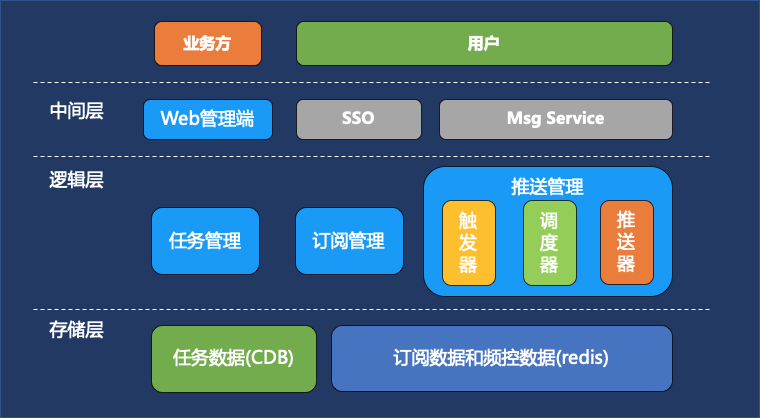 业务方
用户
中间层
Web管理端
SSO
Msg Service
逻辑层
推送管理
任务管理
订阅管理
触发器
调度器
推送器
存储层
任务数据(CDB)
订阅数据和频控数据(redis)